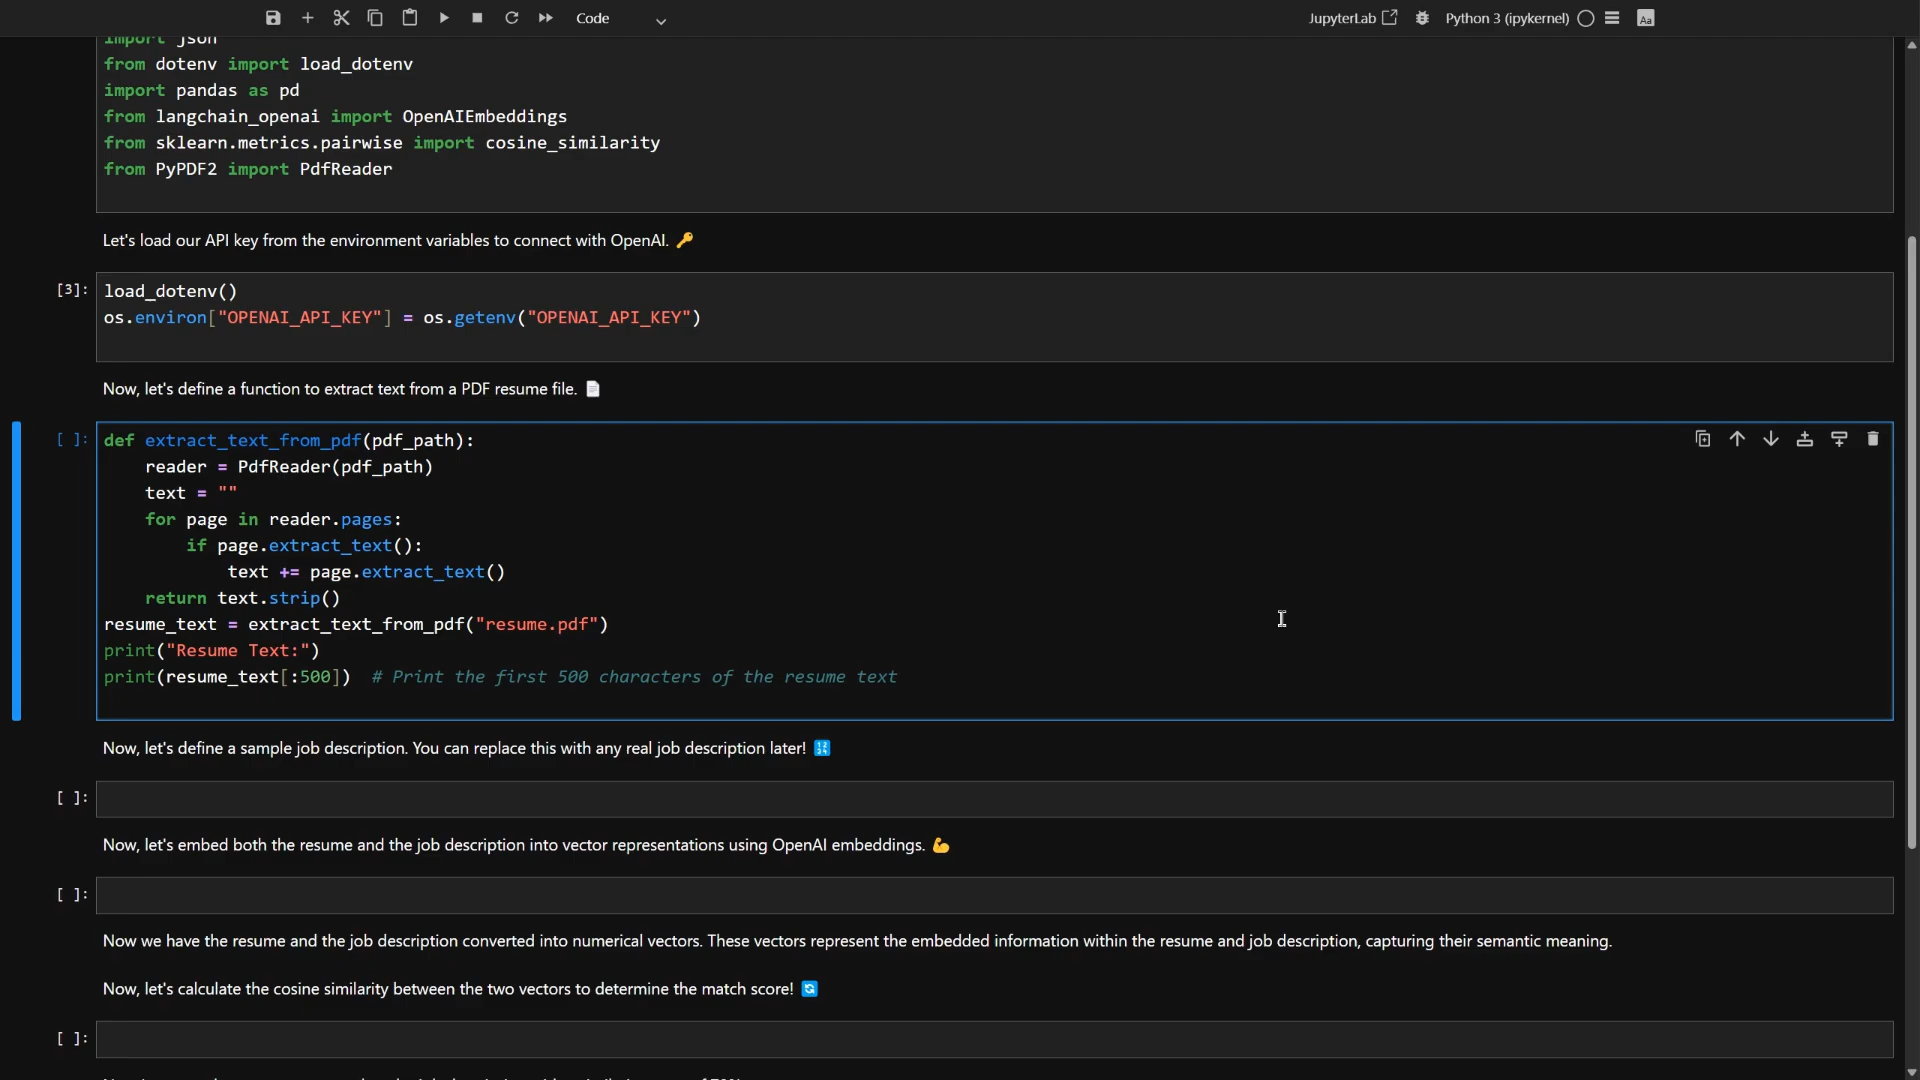 Code
JupyterLab
Python 3 (ipykernel)
import json
from dotenv import load_dotenv
import pandas as pd
from langchain_openai import OpenAIEmbeddings
from sklearn.metrics.pairwise import cosine_similarity
from PyPDF2 import PdfReader
Let's load our API key from the environment variables to connect with OpenAI. 🔑
[3]:
load_dotenv()
os.environ["OPENAI_API_KEY"] = os.getenv("OPENAI_API_KEY")
Now, let's define a function to extract text from a PDF resume file. 📄
[ ]:
def extract_text_from_pdf(pdf_path):
    reader = PdfReader(pdf_path)
    text = ""
    for page in reader.pages:
        if page.extract_text():
            text += page.extract_text()
    return text.strip()
resume_text = extract_text_from_pdf("resume.pdf")
print("Resume Text:")
print(resume_text[:500])  # Print the first 500 characters of the resume text
Now, let's define a sample job description. You can replace this with any real job description later! 🔢
[ ]:
Now, let's embed both the resume and the job description into vector representations using OpenAI embeddings. 💪
[ ]:
Now we have the resume and the job description converted into numerical vectors. These vectors represent the embedded information within the resume and job description, capturing their semantic meaning.
Now, let's calculate the cosine similarity between the two vectors to determine the match score! 🔄
[ ]: